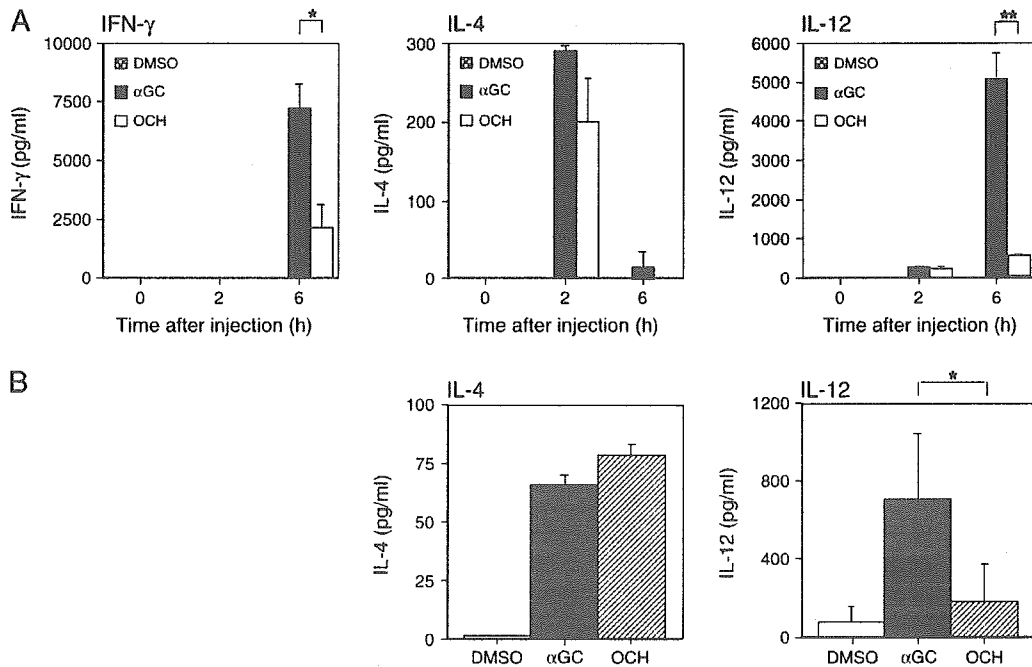 A
IFN-γ
*
10000
7500
5000
2500
0
IFN-γ (pg/ml)
DMSO
αGC
OCH
0
2
6
Time after injection (h)
IL-4
300
200
100
0
IL-4 (pg/ml)
DMSO
αGC
OCH
0
2
6
Time after injection (h)
IL-12
**
6000
5000
4000
3000
2000
1000
0
IL-12 (pg/ml)
DMSO
αGC
OCH
0
2
6
Time after injection (h)
B
IL-4
100
75
50
25
0
IL-4 (pg/ml)
DMSO
αGC
OCH
IL-12
*
1200
800
400
0
IL-12 (pg/ml)
DMSO
αGC
OCH